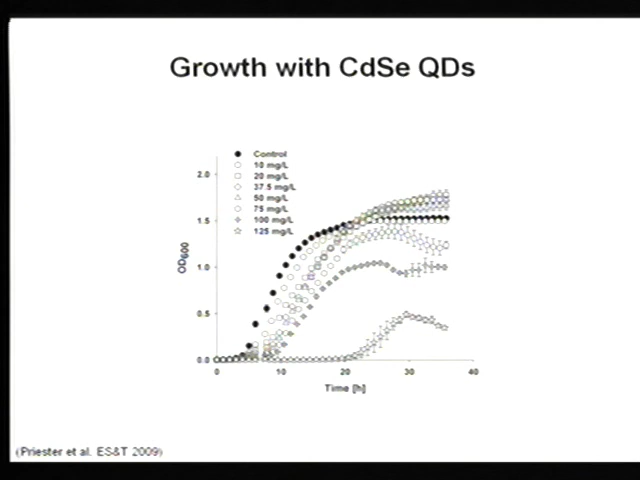 Growth with CdSe QDs
Control
10 mg/L
20 mg/L
37.5 mg/L
50 mg/L
75 mg/L
100 mg/L
125 mg/L
2.0
1.5
1.0
0.5
0.0
OD600
0 10 20 30 40
Time [h]
(Priester et al. ES&T 2009)